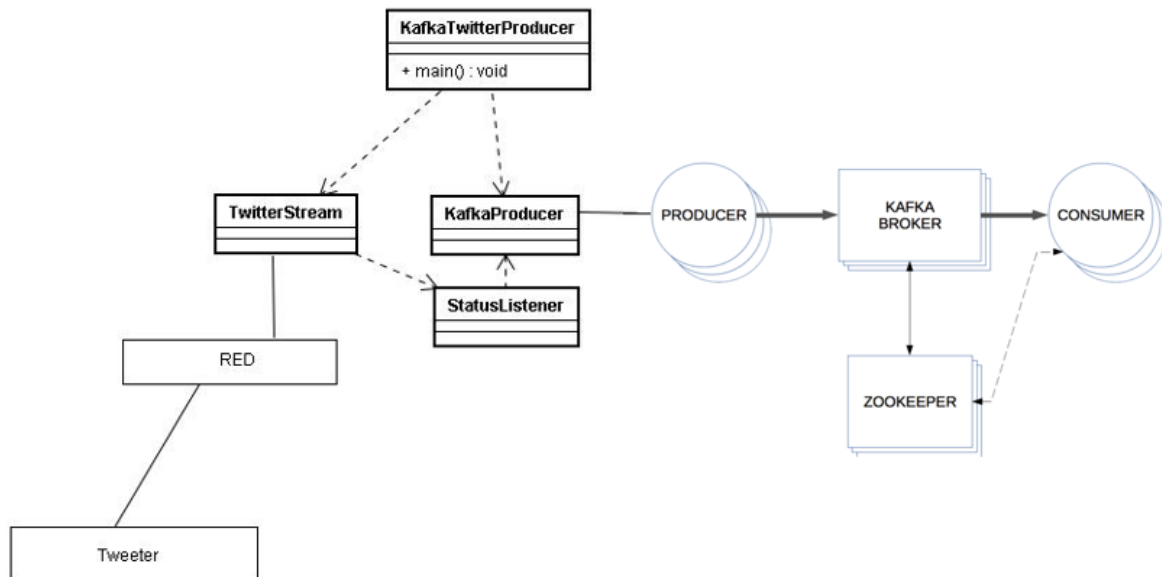 KafkaTwitterProducer
+ main() : void
TwitterStream
KafkaProducer
PRODUCER
KAFKA
BROKER
CONSUMER
StatusListener
RED
ZOOKEEPER
Tweeter